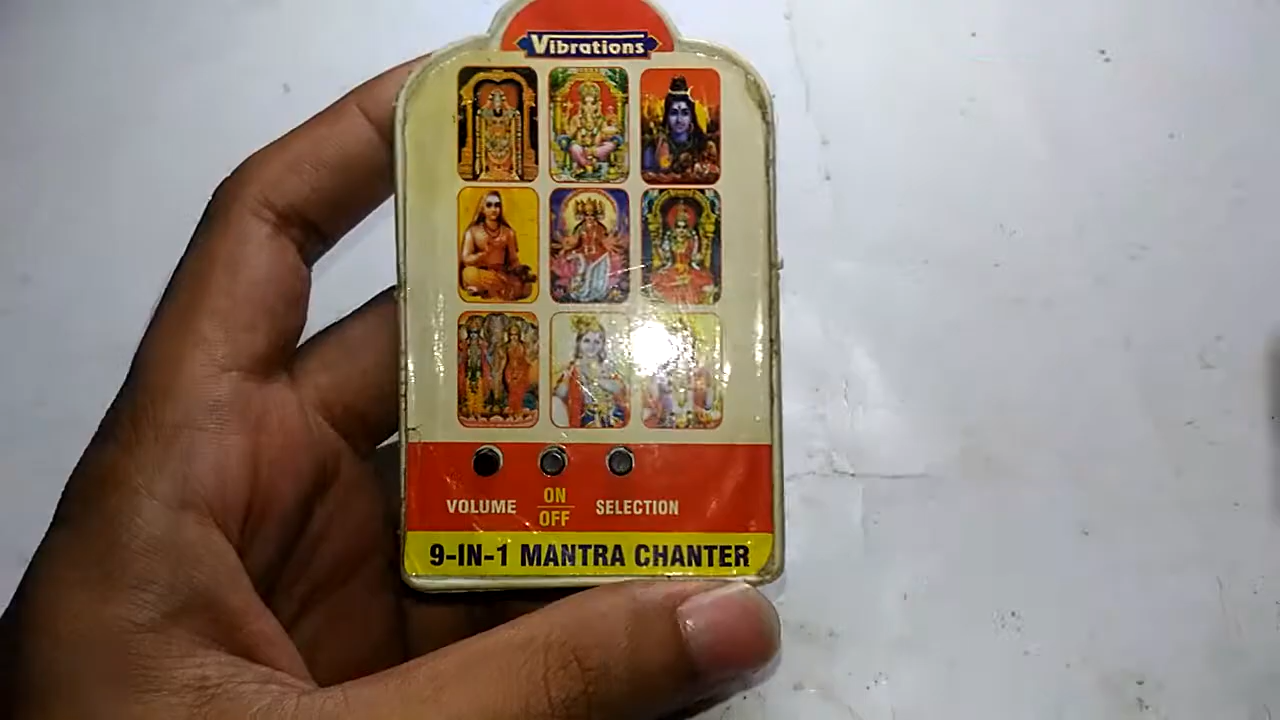 Vibrations
VOLUME
ON
OFF
SELECTION
9-IN-1 MANTRA CHANTER